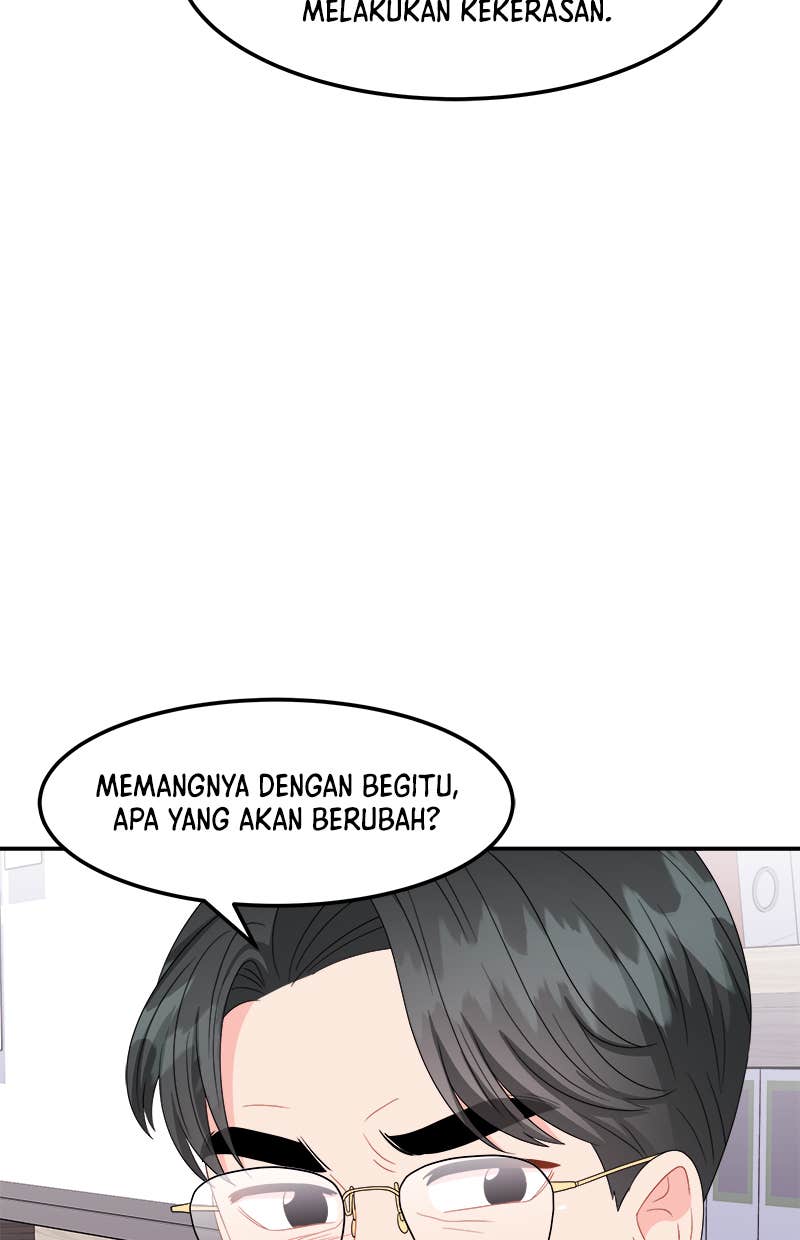 MELAKUKAN KEKERASAN.
MEMANGNYA DENGAN BEGITU,
APA YANG AKAN BERUBAH?